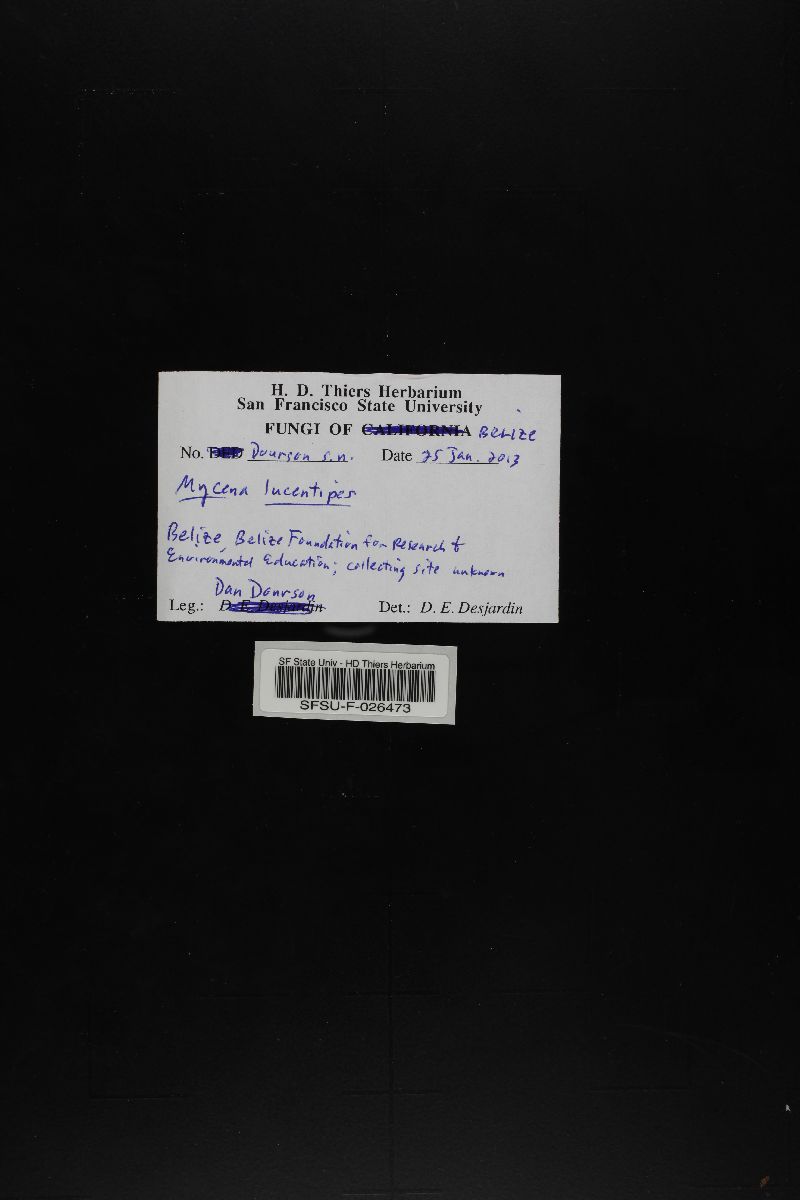 H. D. Thiers Herbarium
San Francisco State University
FUNGI OF CALIFORNIA BELIZE
No. DED Dourson s.n. Date 25 Jan. 2013
Mycena lucentipes
Belize, Belize Foundation for Research &
Environmental Education; collecting site unknown
Dan Dourson
Leg.: D. E. Desjardin Det.: D. E. Desjardin
SF State Univ - HD Thiers Herbarium
SFSU-F-026473